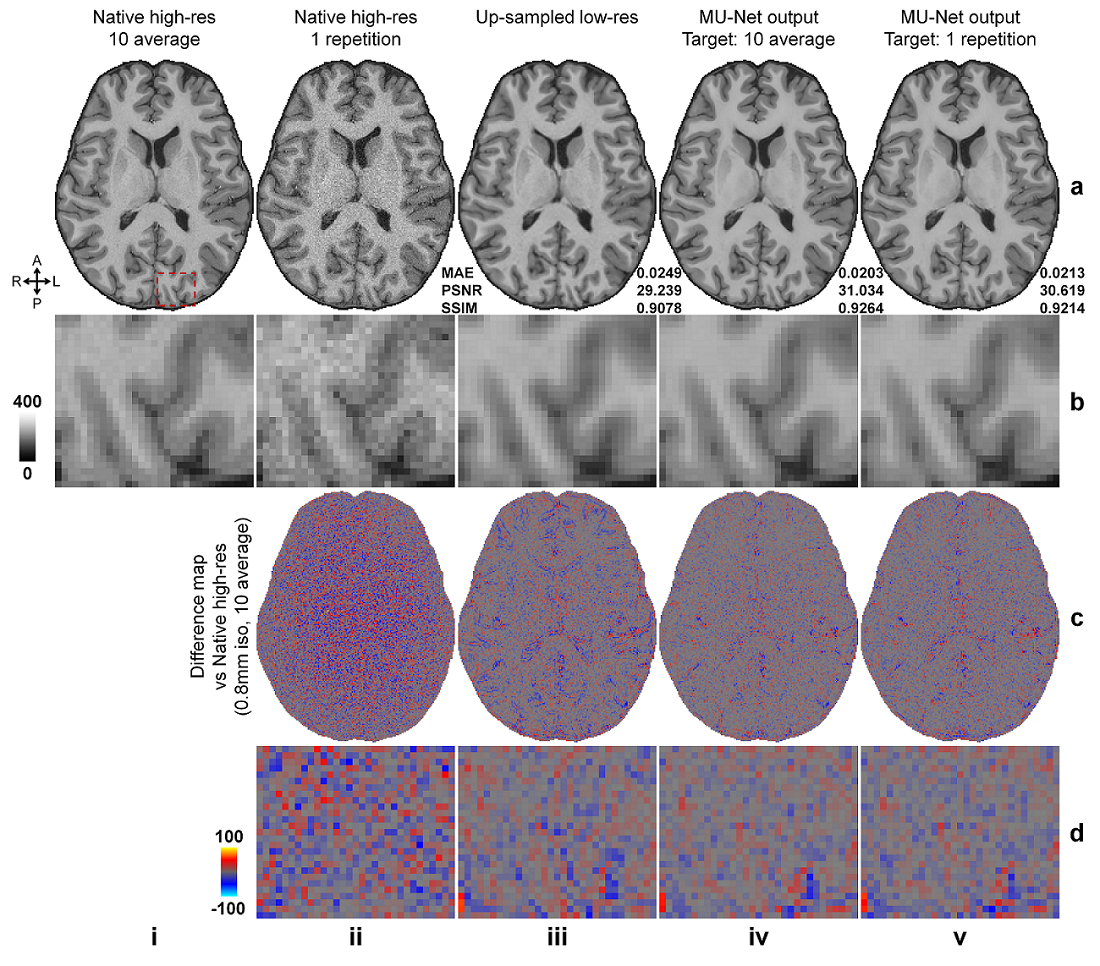 Native high-res
10 average
Native high-res
1 repetition
Up-sampled low-res
MU-Net output
Target: 10 average
MU-Net output
Target: 1 repetition
a
A
R L
P
MAE 0.0249 0.0203 0.0213
PSNR 29.239 31.034 30.619
SSIM 0.9078 0.9264 0.9214
400
0
b
Difference map
vs Native high-res
(0.8mm iso, 10 average)
c
100
-100
d
i ii iii iv v